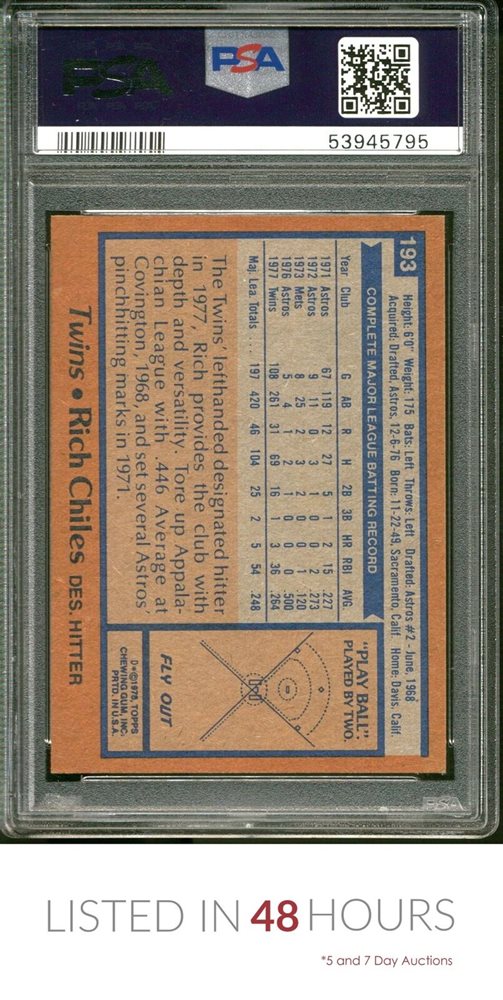 PSA
53945795
193
Height: 6'0" Weight: 175 Bats: Left Throws: Left Drafted: Astros #2 - June, 1968
Acquired: Drafted, Astros, 12-6-76 Born: 11-22-49, Sacramento, Calif. Home: Davis, Calif.
COMPLETE MAJOR LEAGUE BATTING RECORD
Year Club G AB R H 2B 3B HR RBI AVG.
1971 Astros 67 119 12 27 5 1 2 15 .227
1972 Astros 9 11 0 3 1 0 0 2 .273
1973 Mets 8 25 2 3 2 0 0 1 .120
1976 Astros 5 4 1 2 1 0 0 0 .500
1977 Twins 108 261 31 69 16 1 3 36 .264
Maj. Lea. Totals . . . . 197 420 46 104 25 2 5 54 .248
The Twins' lefthanded designated hitter
in 1977, Rich provides the club with
depth and versatility. Tore up Appala-
chian League with .446 Average at
Covington, 1968, and set several Astros'
pinchhitting marks in 1971.
"PLAY BALL":
PLAYED BY TWO.
FLY OUT
D★©1978, TOPPS
CHEWING GUM, INC.
PRTD. IN U.S.A.
Twins • Rich Chiles DES. HITTER
PSA
LISTED IN 48 HOURS
*5 and 7 Day Auctions